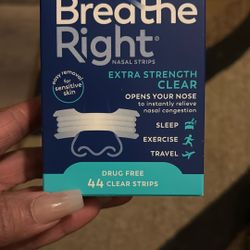 Breathe
Right®
NASAL STRIPS
easy removal
for
sensitive
skin
EXTRA STRENGTH
CLEAR
OPENS YOUR NOSE
to instantly relieve
nasal congestion
SLEEP
EXERCISE
TRAVEL
DRUG FREE
44 CLEAR STRIPS